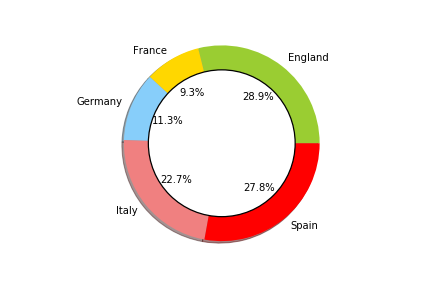 France
England
9.3%
28.9%
Germany
11.3%
22.7%
27.8%
Italy
Spain